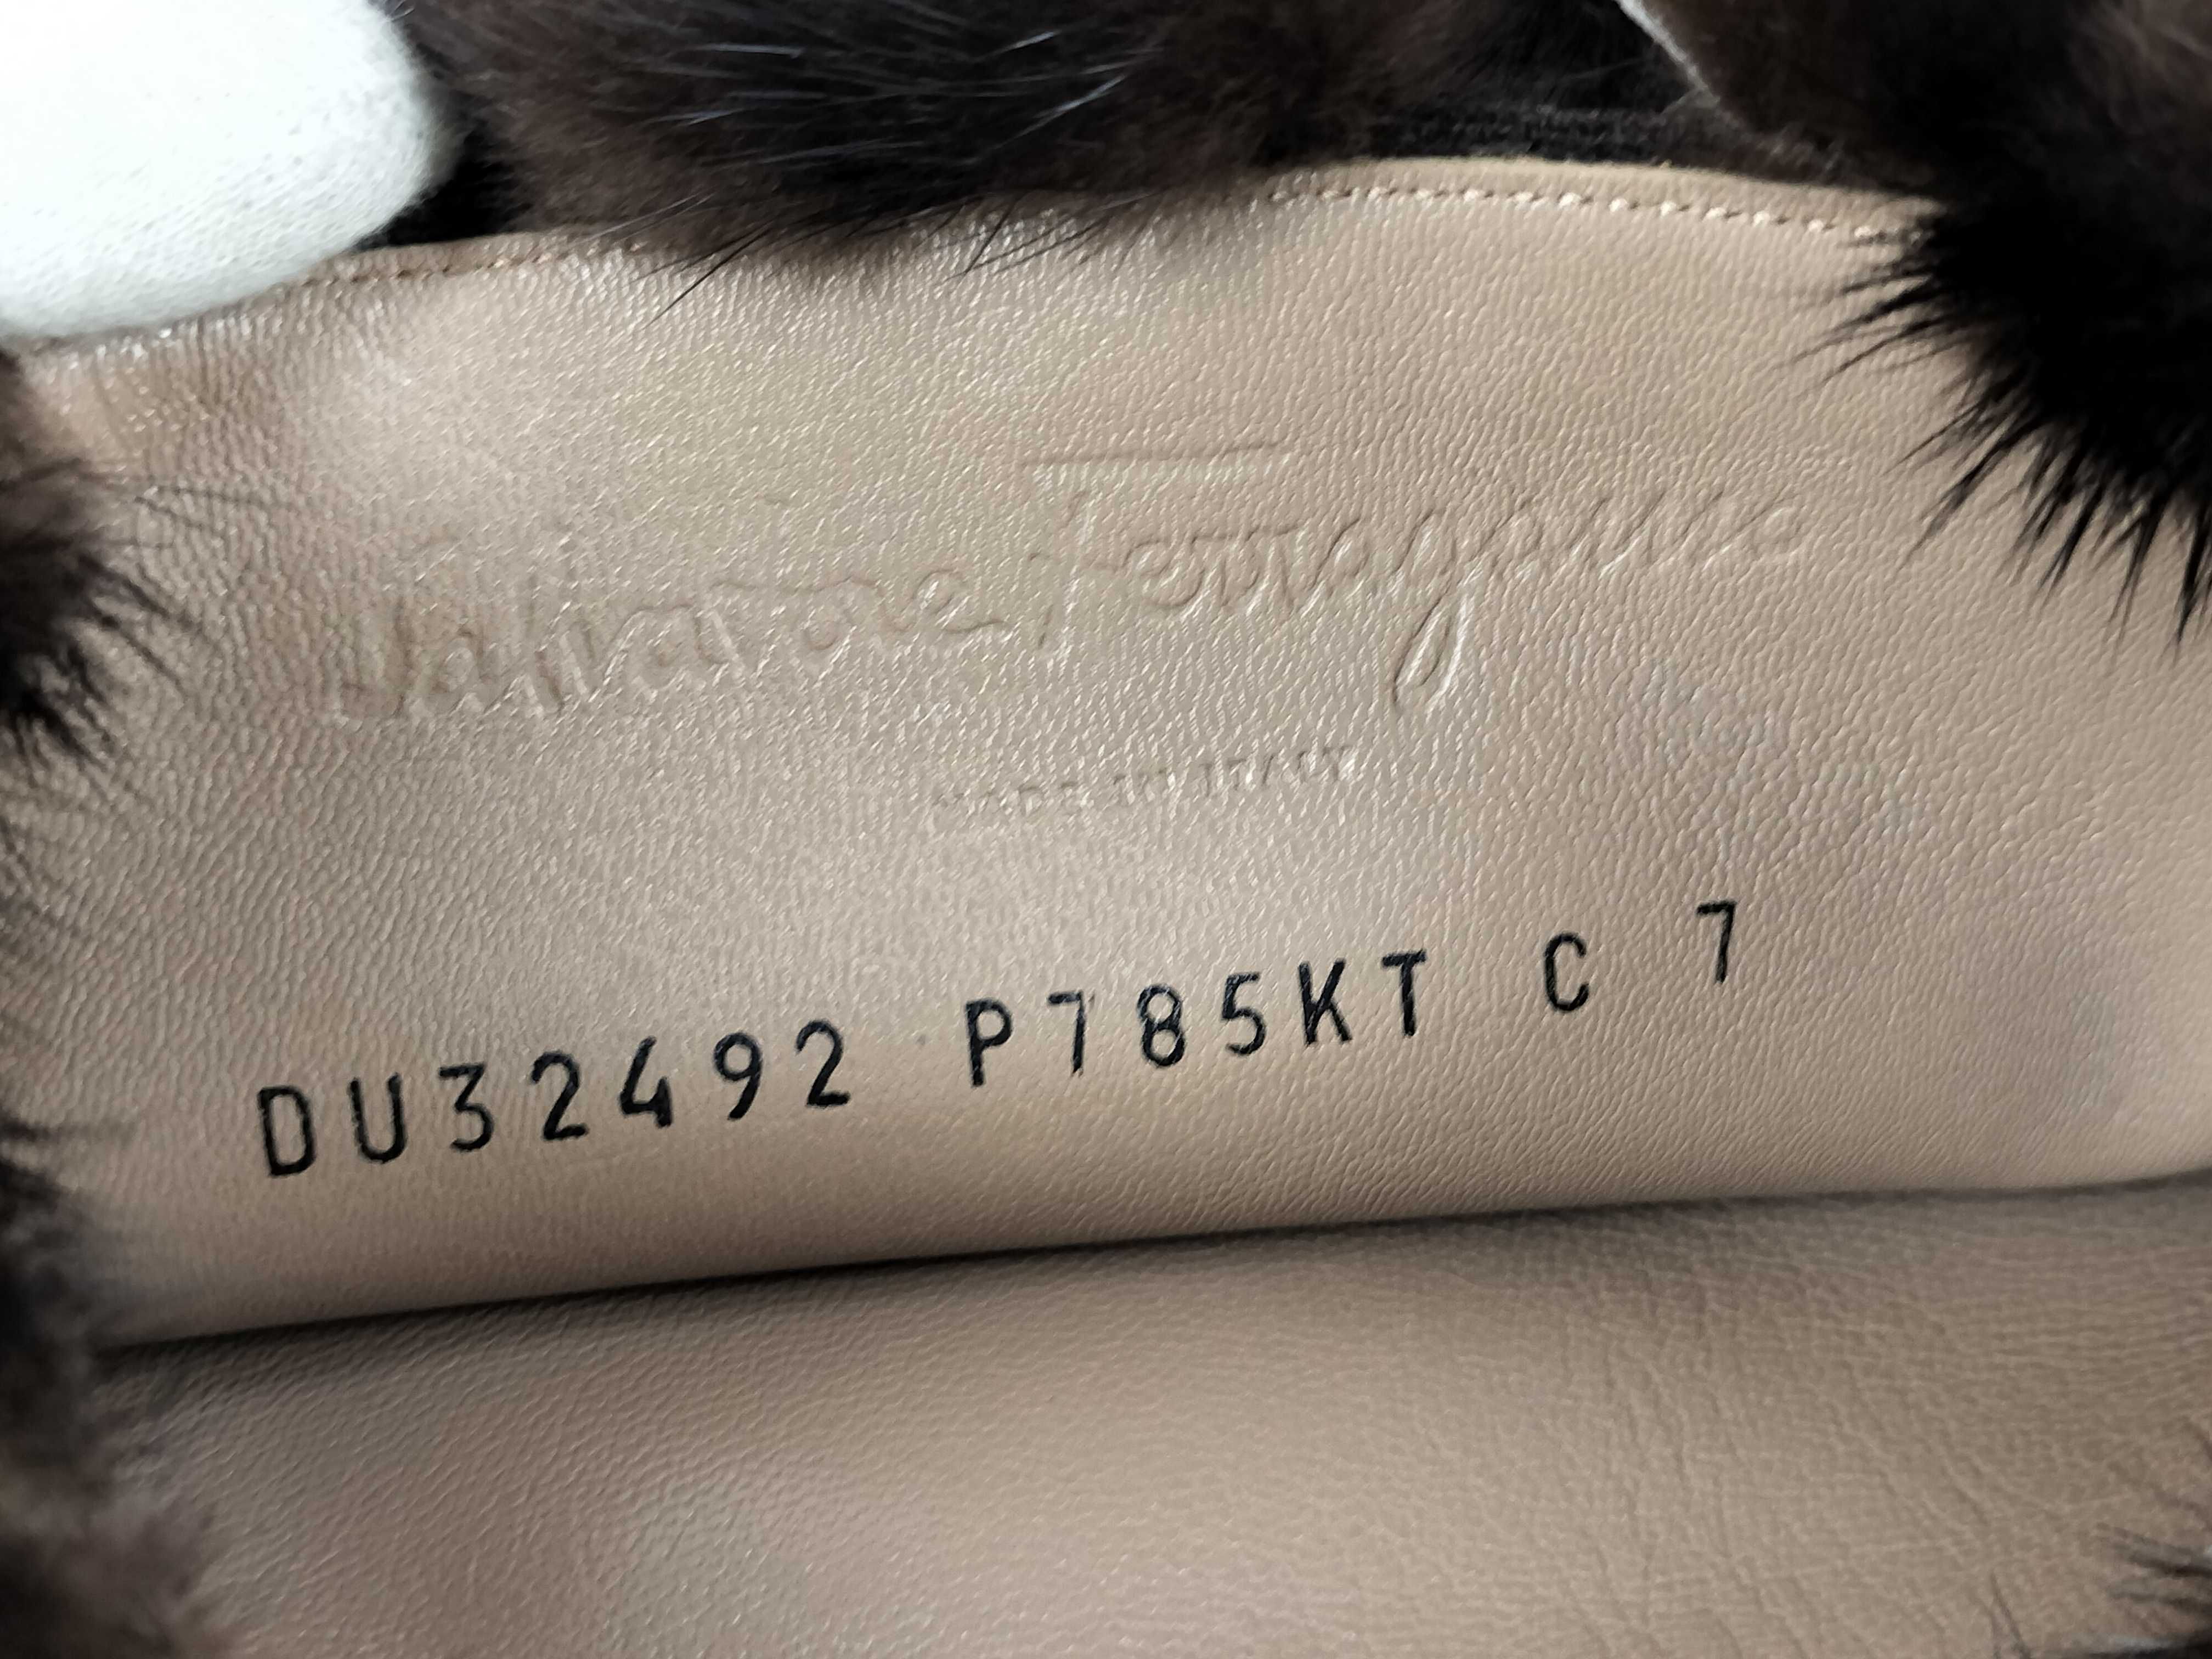 Salvatore Ferragamo
MADE IN ITALY
DU32492 P785KT C 7